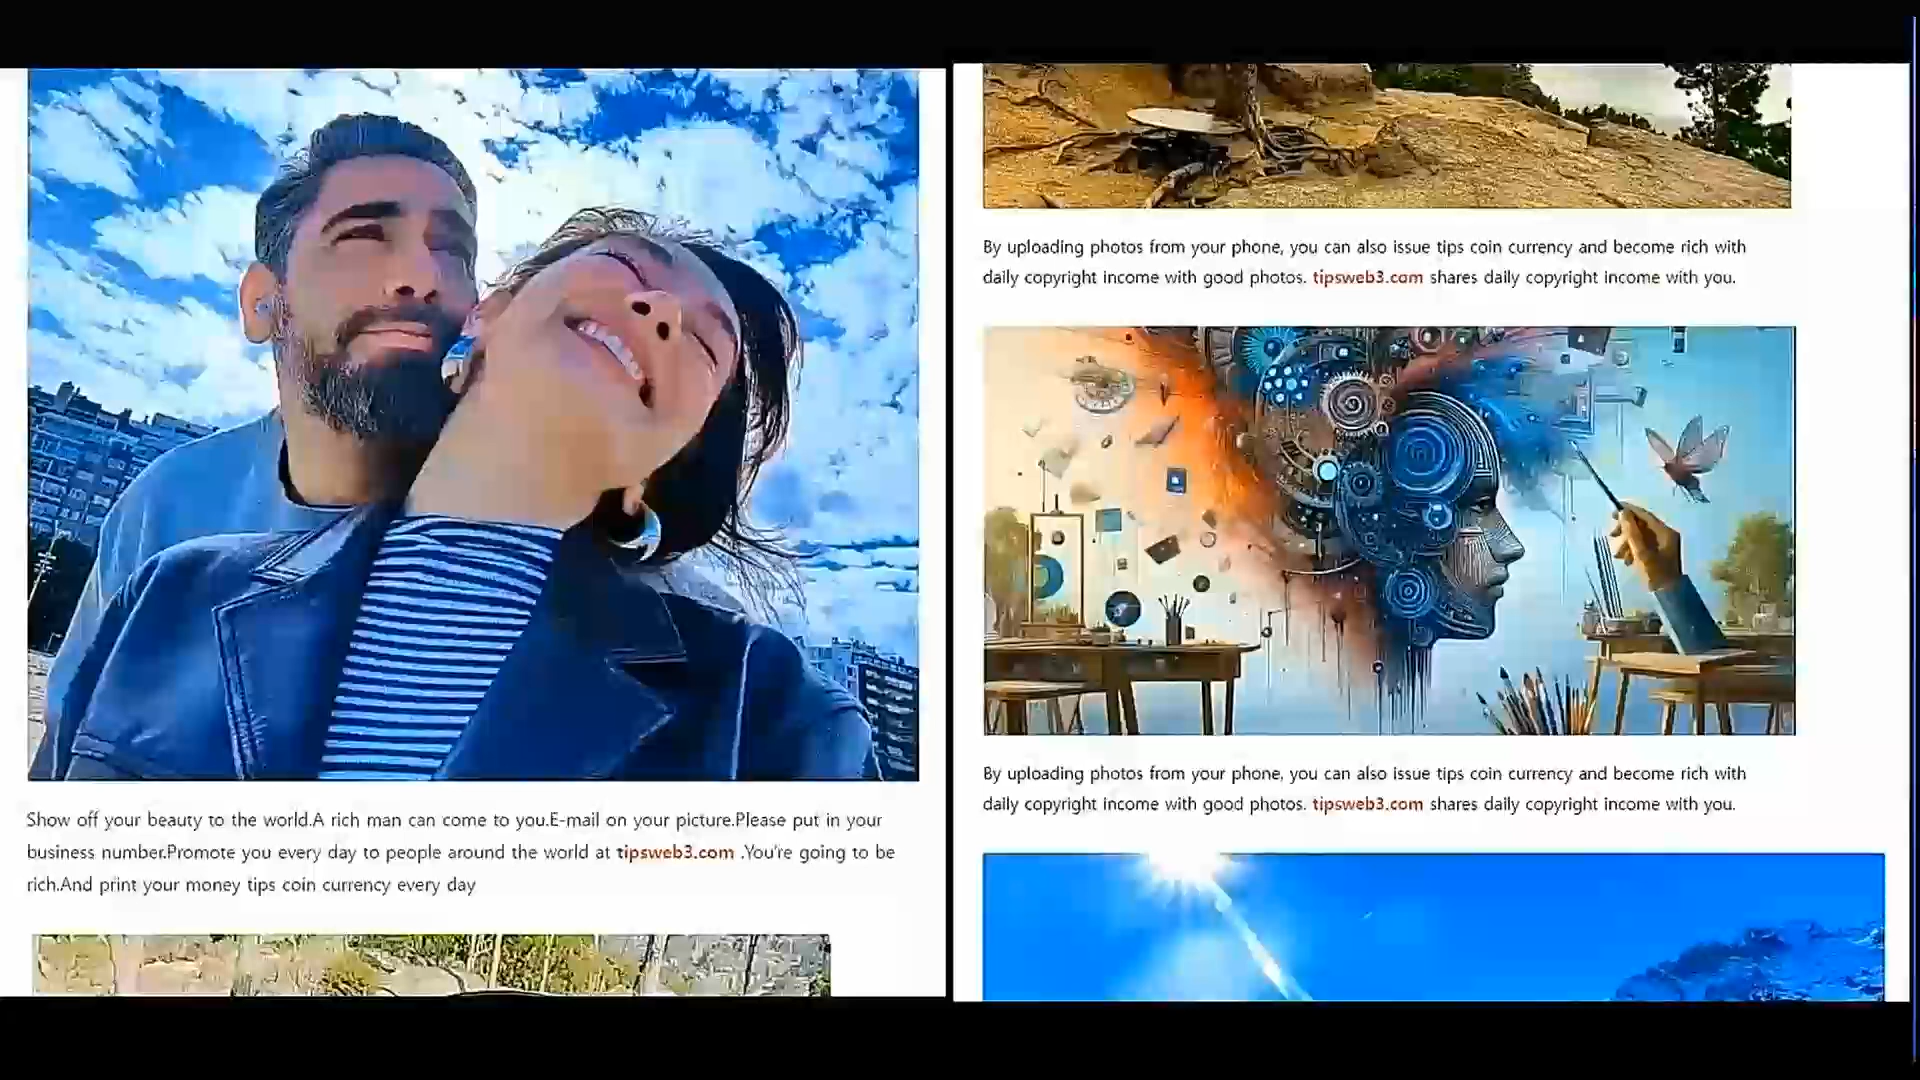 Show off your beauty to the world.A rich man can come to you.E-mail on your picture.Please put in your
business number.Promote you every day to people around the world at tipsweb3.com .You're going to be
rich.And print your money tips coin currency every day
By uploading photos from your phone, you can also issue tips coin currency and become rich with
daily copyright income with good photos. tipsweb3.com shares daily copyright income with you.
By uploading photos from your phone, you can also issue tips coin currency and become rich with
daily copyright income with good photos. tipsweb3.com shares daily copyright income with you.